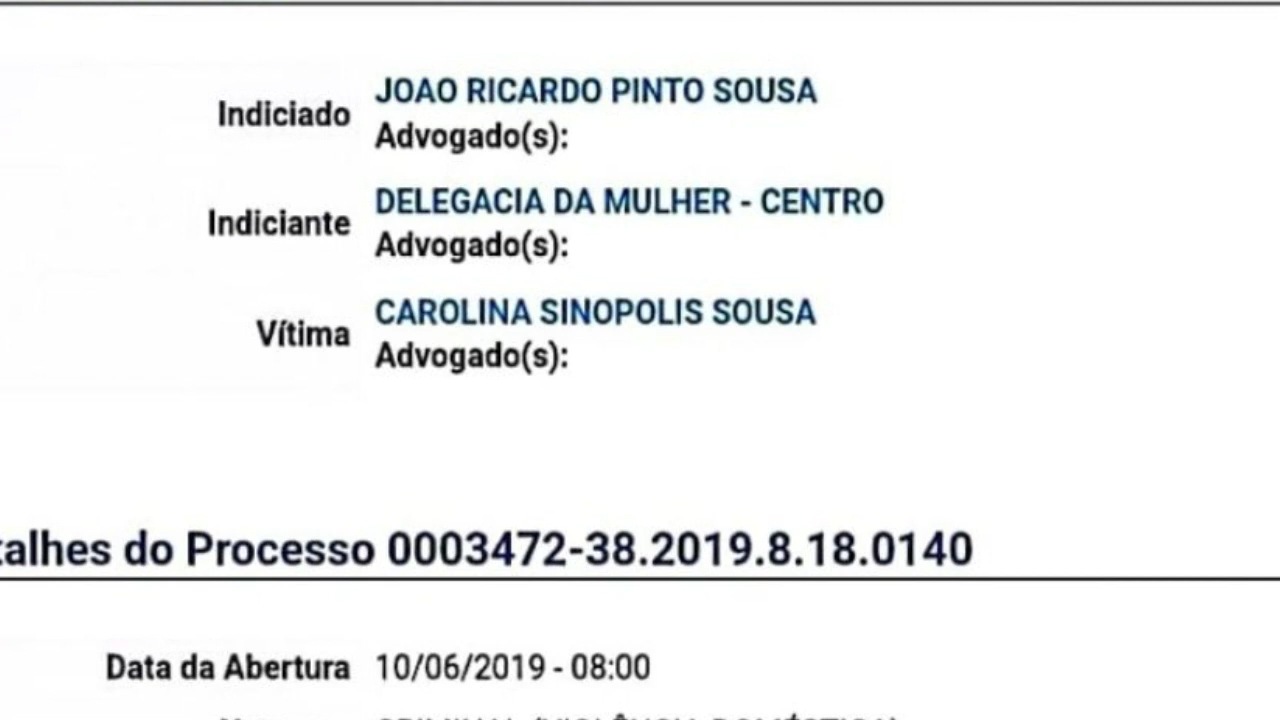 Indiciado
JOAO RICARDO PINTO SOUSA
Advogado(s):
Indiciante
DELEGACIA DA MULHER - CENTRO
Advogado(s):
Vítima
CAROLINA SINOPOLIS SOUSA
Advogado(s):
talhes do Processo 0003472-38.2019.8.18.0140
Data da Abertura 10/06/2019 - 08:00